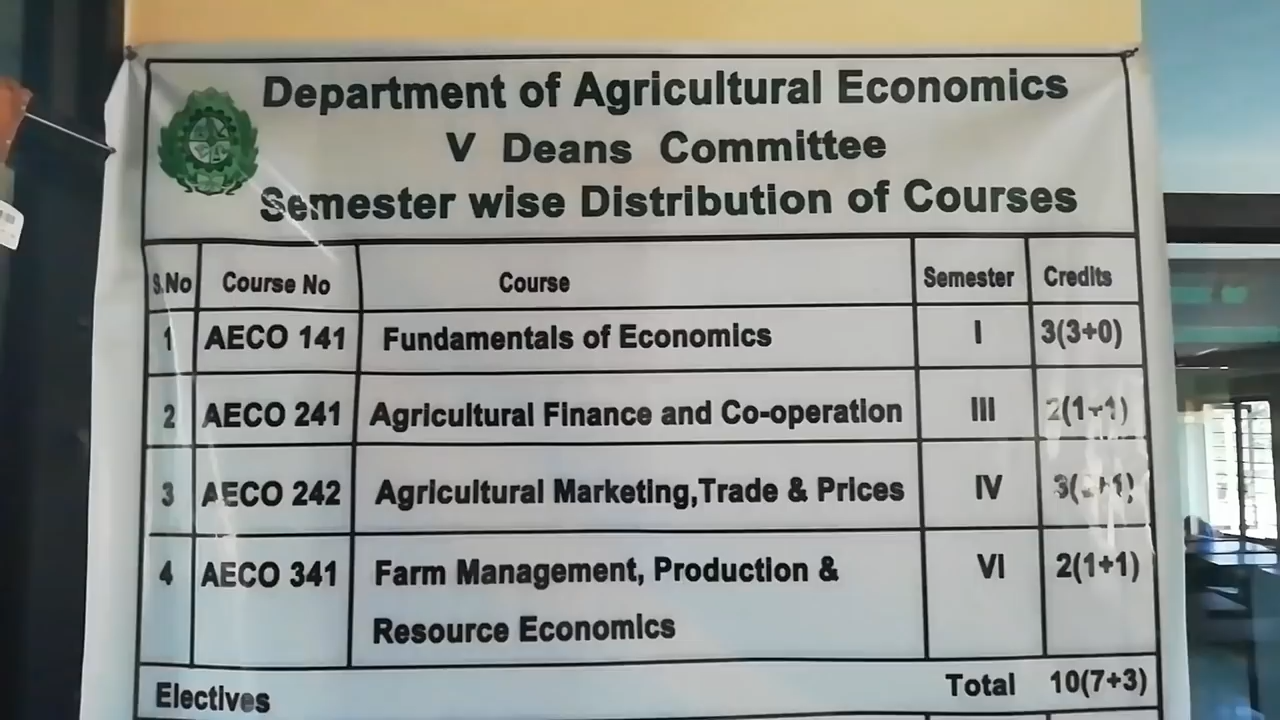 Department of Agricultural Economics
V Deans Committee
Semester wise Distribution of Courses
S.No Course No Course Semester Credits
1 AECO 141 Fundamentals of Economics I 3(3+0)
2 AECO 241 Agricultural Finance and Co-operation III 2(1+1)
3 AECO 242 Agricultural Marketing,Trade & Prices IV
4 AECO 341 Farm Management, Production & VI 2(1+1)
Resource Economics
Electives Total 10(7+3)